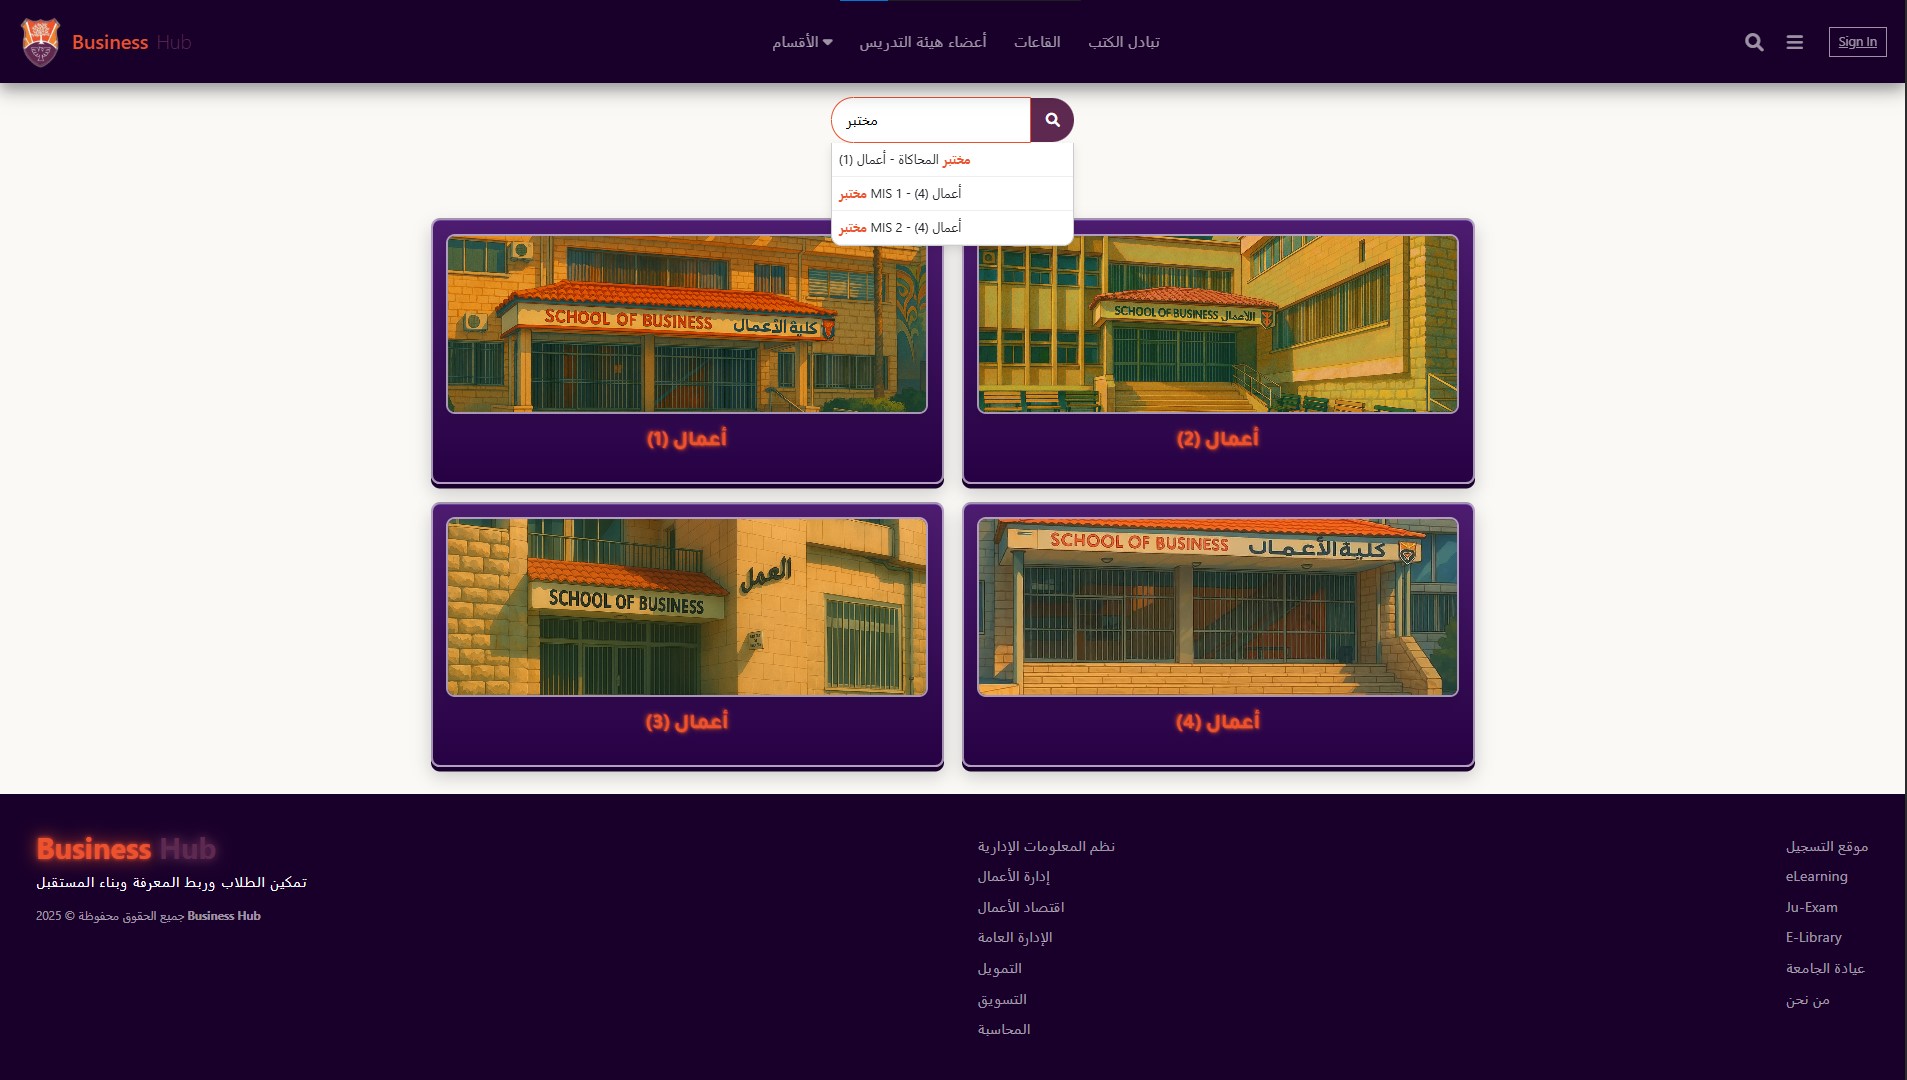 Business Hub
الأقسام
أعضاء هيئة التدريس
القاعات
تبادل الكتب
Sign In
مختبر
مختبر المحاكاة - أعمال (1)
مختبر MIS 1 - أعمال (4)
مختبر MIS 2 - أعمال (4)
SCHOOL OF BUSINESS كلية الأعمال
SCHOOL OF BUSINESS الأعمال
أعمال (1)
أعمال (2)
العمل
SCHOOL OF BUSINESS
SCHOOL OF BUSINESS كلية الأعمال
أعمال (3)
أعمال (4)
Business Hub
تمكين الطلاب وربط المعرفة وبناء المستقبل
2025 © جميع الحقوق محفوظة Business Hub
نظم المعلومات الإدارية
إدارة الأعمال
اقتصاد الأعمال
الإدارة العامة
التمويل
التسويق
المحاسبة
موقع التسجيل
eLearning
Ju-Exam
E-Library
عيادة الجامعة
من نحن